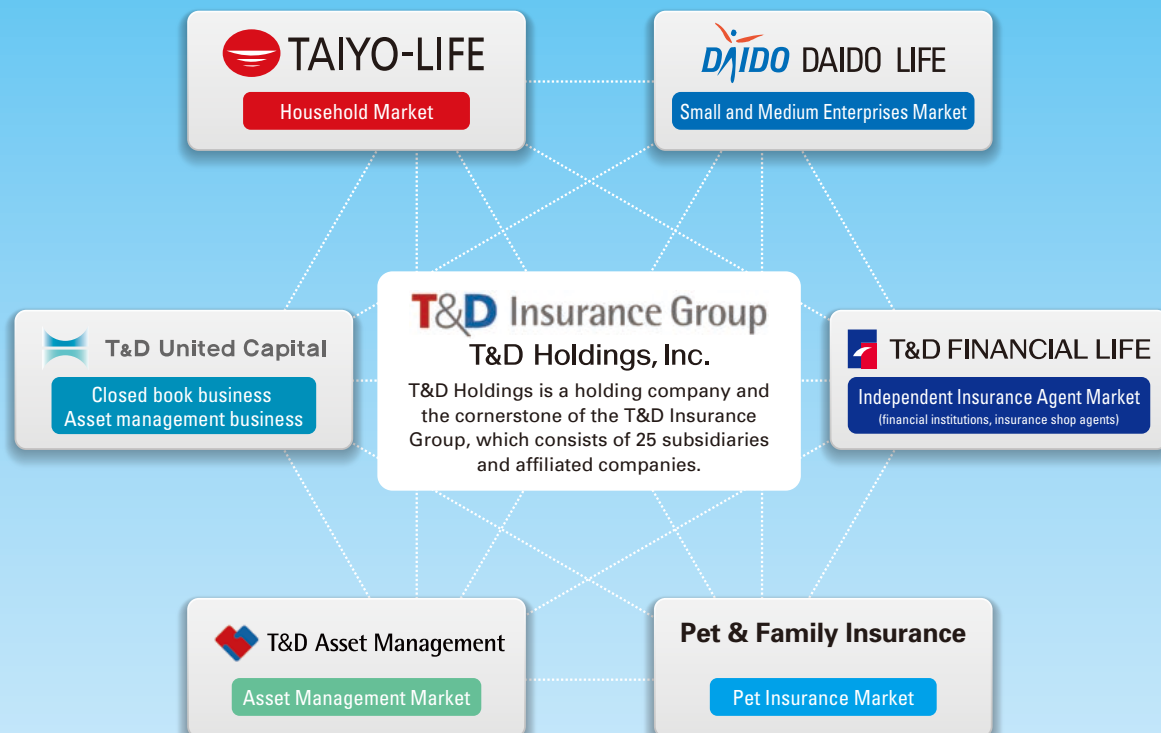 TAIYO-LIFE
Household Market
DAIDO DAIDO LIFE
Small and Medium Enterprises Market
T&D United Capital
Closed book business
Asset management business
T&D Insurance Group
T&D Holdings, Inc.
T&D Holdings is a holding company and
the cornerstone of the T&D Insurance
Group, which consists of 25 subsidiaries
and affiliated companies.
T&D FINANCIAL LIFE
Independent Insurance Agent Market
(financial institutions, insurance shop agents)
T&D Asset Management
Asset Management Market
Pet & Family Insurance
Pet Insurance Market